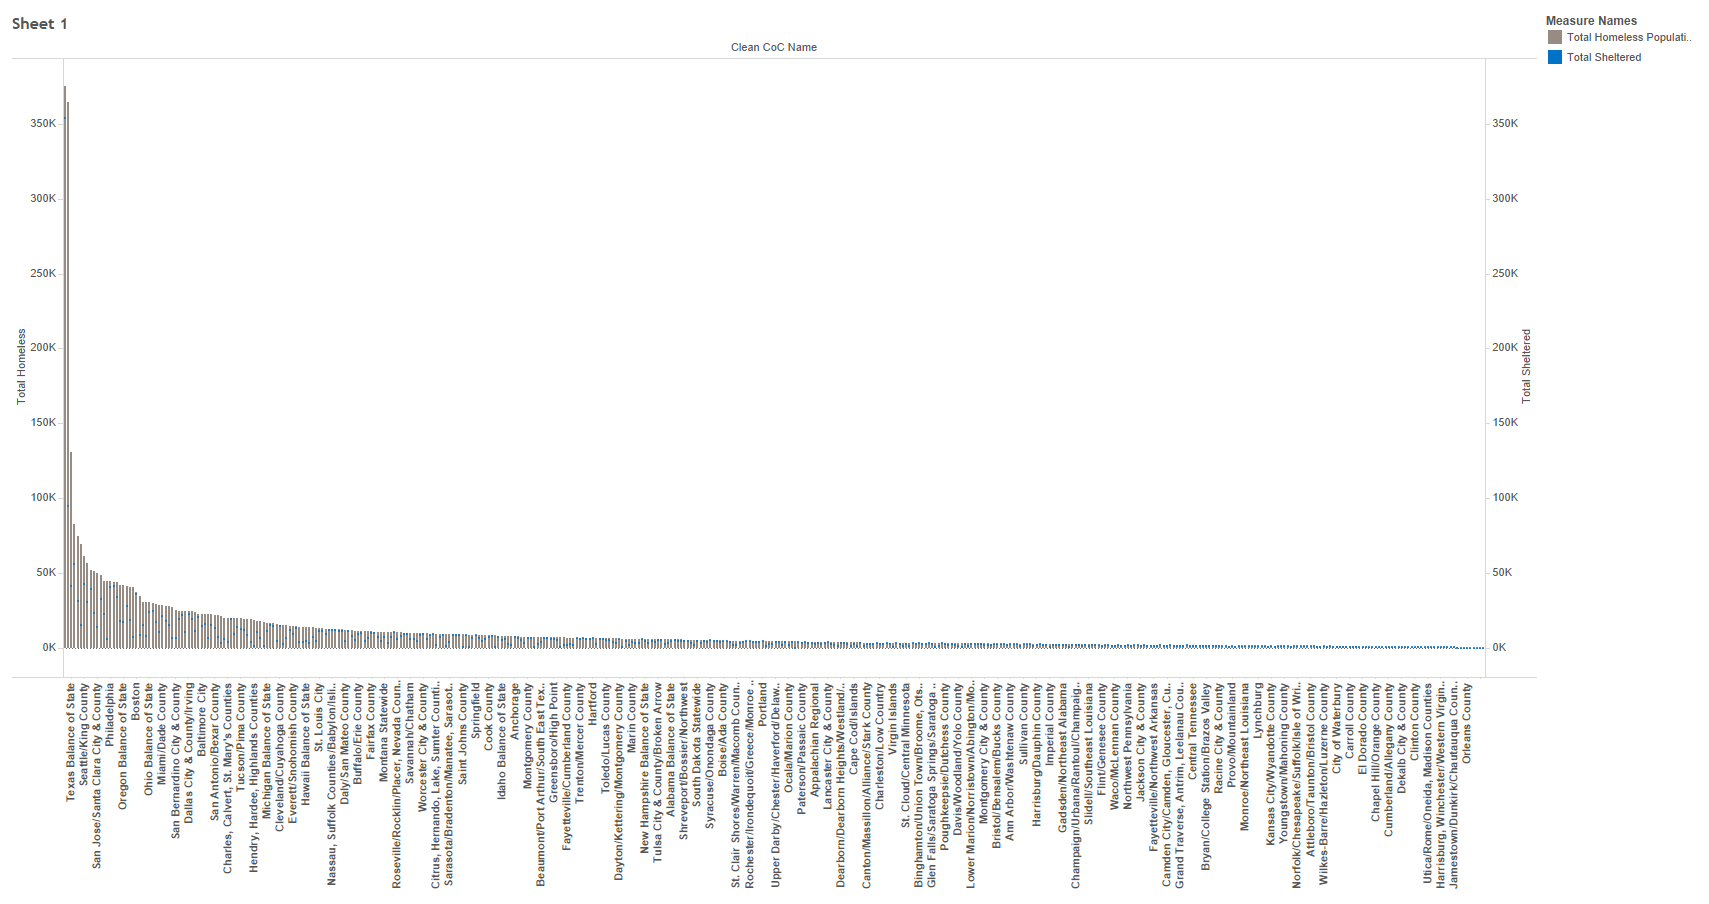 Sheet 1
Measure Names
Total Homeless Populati..
Total Sheltered
Clean CoC Name
350K
300K
250K
200K
150K
100K
50K
0K
Total Homeless
350K
300K
250K
200K
150K
100K
50K
0K
Total Sheltered
Texas Balance of State
Seattle/King County
San Jose/Santa Clara City & County
Philadelphia
Oregon Balance of State
Boston
Ohio Balance of State
Miami/Dade County
San Bernardino City & County
Dallas City & County/Irving
Baltimore City
San Antonio/Bexar County
Charles, Calvert, St. Mary's Counties
Tucson/Pima County
Hendry, Hardee, Highlands Counties
Michigan Balance of State
Cleveland/Cuyahoga County
Everett/Snohomish County
Hawaii Balance of State
St. Louis City
Nassau, Suffolk Counties/Babylon/Isli..
Daly/San Mateo County
Buffalo/Erie County
Fairfax County
Montana Statewide
Roseville/Rocklin/Placer, Nevada Coun..
Savannah/Chatham
Worcester City & County
Citrus, Hernando, Lake, Sumter Counti..
Sarasota/Bradenton/Manatee, Sarasot..
Saint Johns County
Springfield
Cook County
Idaho Balance of State
Anchorage
Montgomery County
Beaumont/Port Arthur/South East Tex..
Greensboro/High Point
Fayetteville/Cumberland County
Trenton/Mercer County
Hartford
Toledo/Lucas County
Dayton/Kettering/Montgomery County
Marin County
New Hampshire Balance of State
Tulsa City & County/Broken Arrow
Alabama Balance of State
Shreveport/Bossier/Northwest
South Dakota Statewide
Syracuse/Onondaga County
Boise/Ada County
St. Clair Shores/Warren/Macomb Coun..
Rochester/Irondequoit/Greece/Monroe ..
Portland
Upper Darby/Chester/Haverford/Delaw..
Ocala/Marion County
Paterson/Passaic County
Appalachian Regional
Lancaster City & County
Dearborn/Dearborn Heights/Westland/..
Cape Cod/Islands
Canton/Massillon/Alliance/Stark County
Charleston/Low Country
Virgin Islands
St. Cloud/Central Minnesota
Binghamton/Union Town/Broome, Ots..
Glen Falls/Saratoga Springs/Saratoga ..
Poughkeepsie/Dutchess County
Davis/Woodland/Yolo County
Lower Marion/Norristown/Abington/Mo..
Montgomery City & County
Bristol/Bensalem/Bucks County
Ann Arbor/Washtenaw County
Sullivan County
Harrisburg/Dauphin County
Imperial County
Gadsden/Northeast Alabama
Champaign/Urbana/Rantoul/Champaig..
Slidell/Southeast Louisiana
Flint/Genesee County
Waco/McLennan County
Northwest Pennsylvania
Jackson City & County
Fayetteville/Northwest Arkansas
Camden City/Camden, Gloucester, Cu..
Grand Traverse, Antrim, Leelanau Cou..
Central Tennessee
Bryan/College Station/Brazos Valley
Racine City & County
Provo/Mountainland
Monroe/Northeast Louisiana
Lynchburg
Kansas City/Wyandotte County
Youngstown/Mahoning County
Norfolk/Chesapeake/Suffolk/Isle of Wri..
Attleboro/Taunton/Bristol County
Wilkes-Barre/Hazleton/Luzerne County
City of Waterbury
Carroll County
El Dorado County
Chapel Hill/Orange County
Cumberland/Allegany County
Dekalb City & County
Clinton County
Utica/Rome/Oneida, Madison Counties
Harrisburg, Winchester/Western Virgin..
Jamestown/Dunkirk/Chautauqua Coun..
Orleans County